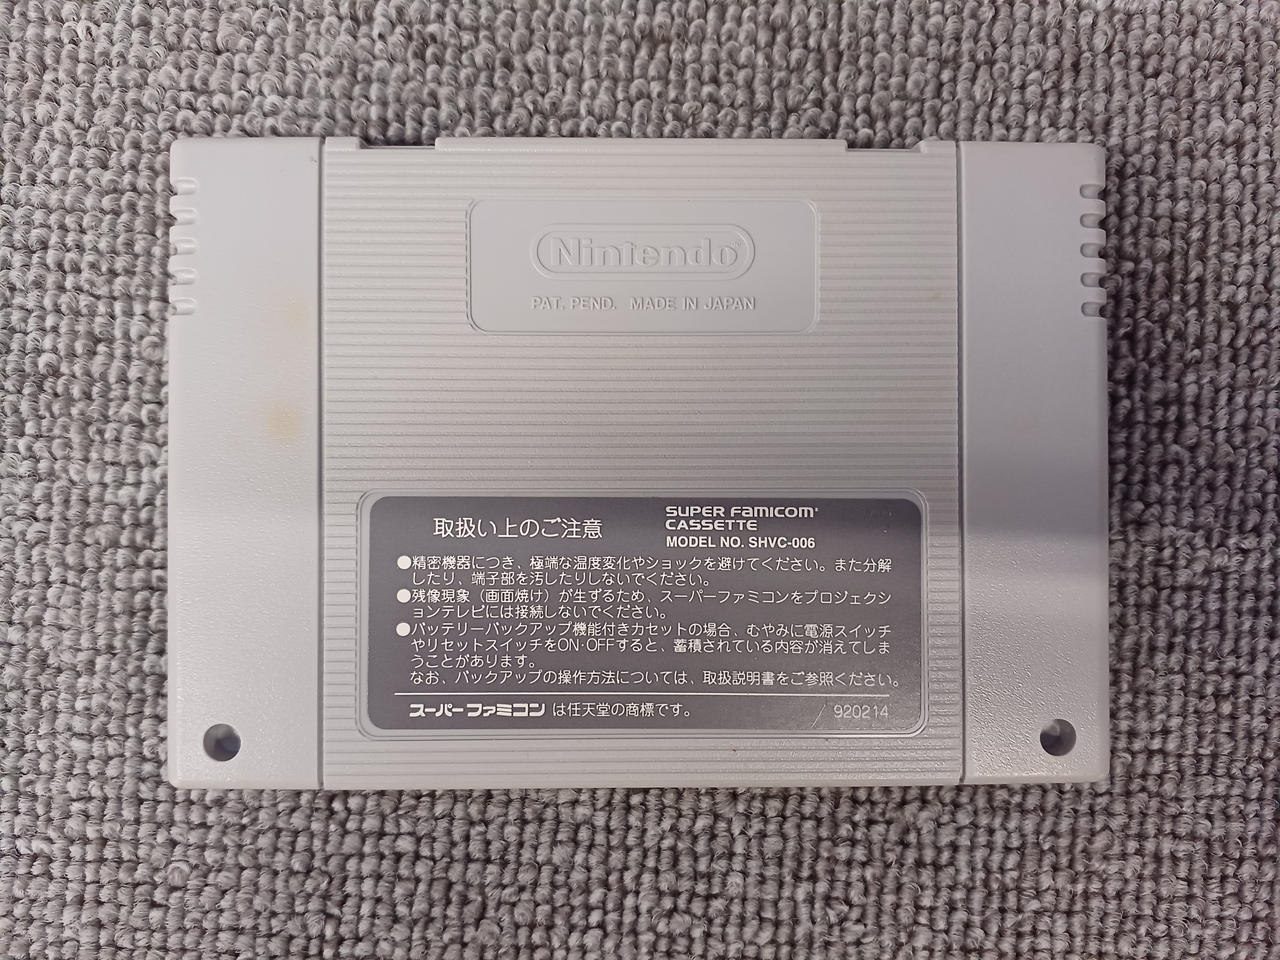 Nintendo®
PAT. PEND. MADE IN JAPAN
取扱い上のご注意
SUPER FAMICOM
CASSETTE
MODEL NO. SHVC-006
●精密機器につき、極端な温度変化やショックを避けてください。また分解
したり、端子部を汚したりしないでください。
●残像現象(画面焼け)が生ずるため、スーパーファミコンをプロジェクシ
ョンテレビには接続しないでください。
●バッテリーバックアップ機能付きカセットの場合、むやみに電源スイッチ
やリセットスイッチをON·OFFすると、蓄積されている内容が消えてしま
うことがあります。
なお、バックアップの操作方法については、取扱説明書をご参照ください。
スーパーファミコン は任天堂の商標です。
920214